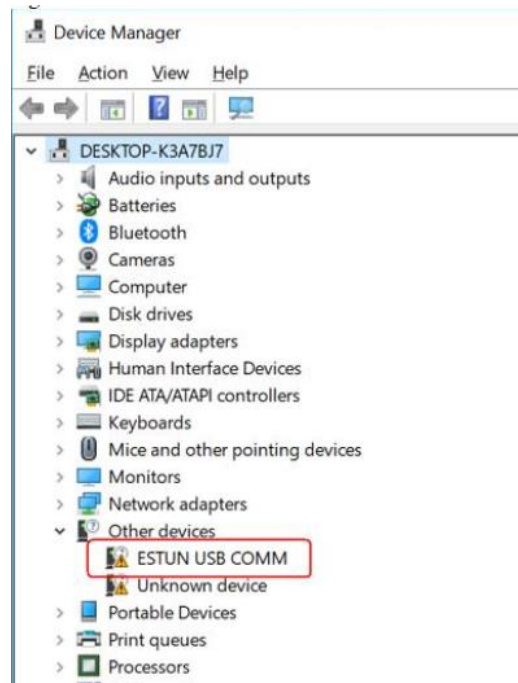 Device Manager
File Action View Help
DESKTOP-K3A7BJ7
Audio inputs and outputs
Batteries
Bluetooth
Cameras
Computer
Disk drives
Display adapters
Human Interface Devices
IDE ATA/ATAPI controllers
Keyboards
Mice and other pointing devices
Monitors
Network adapters
Other devices
ESTUN USB COMM
Unknown device
Portable Devices
Print queues
Processors